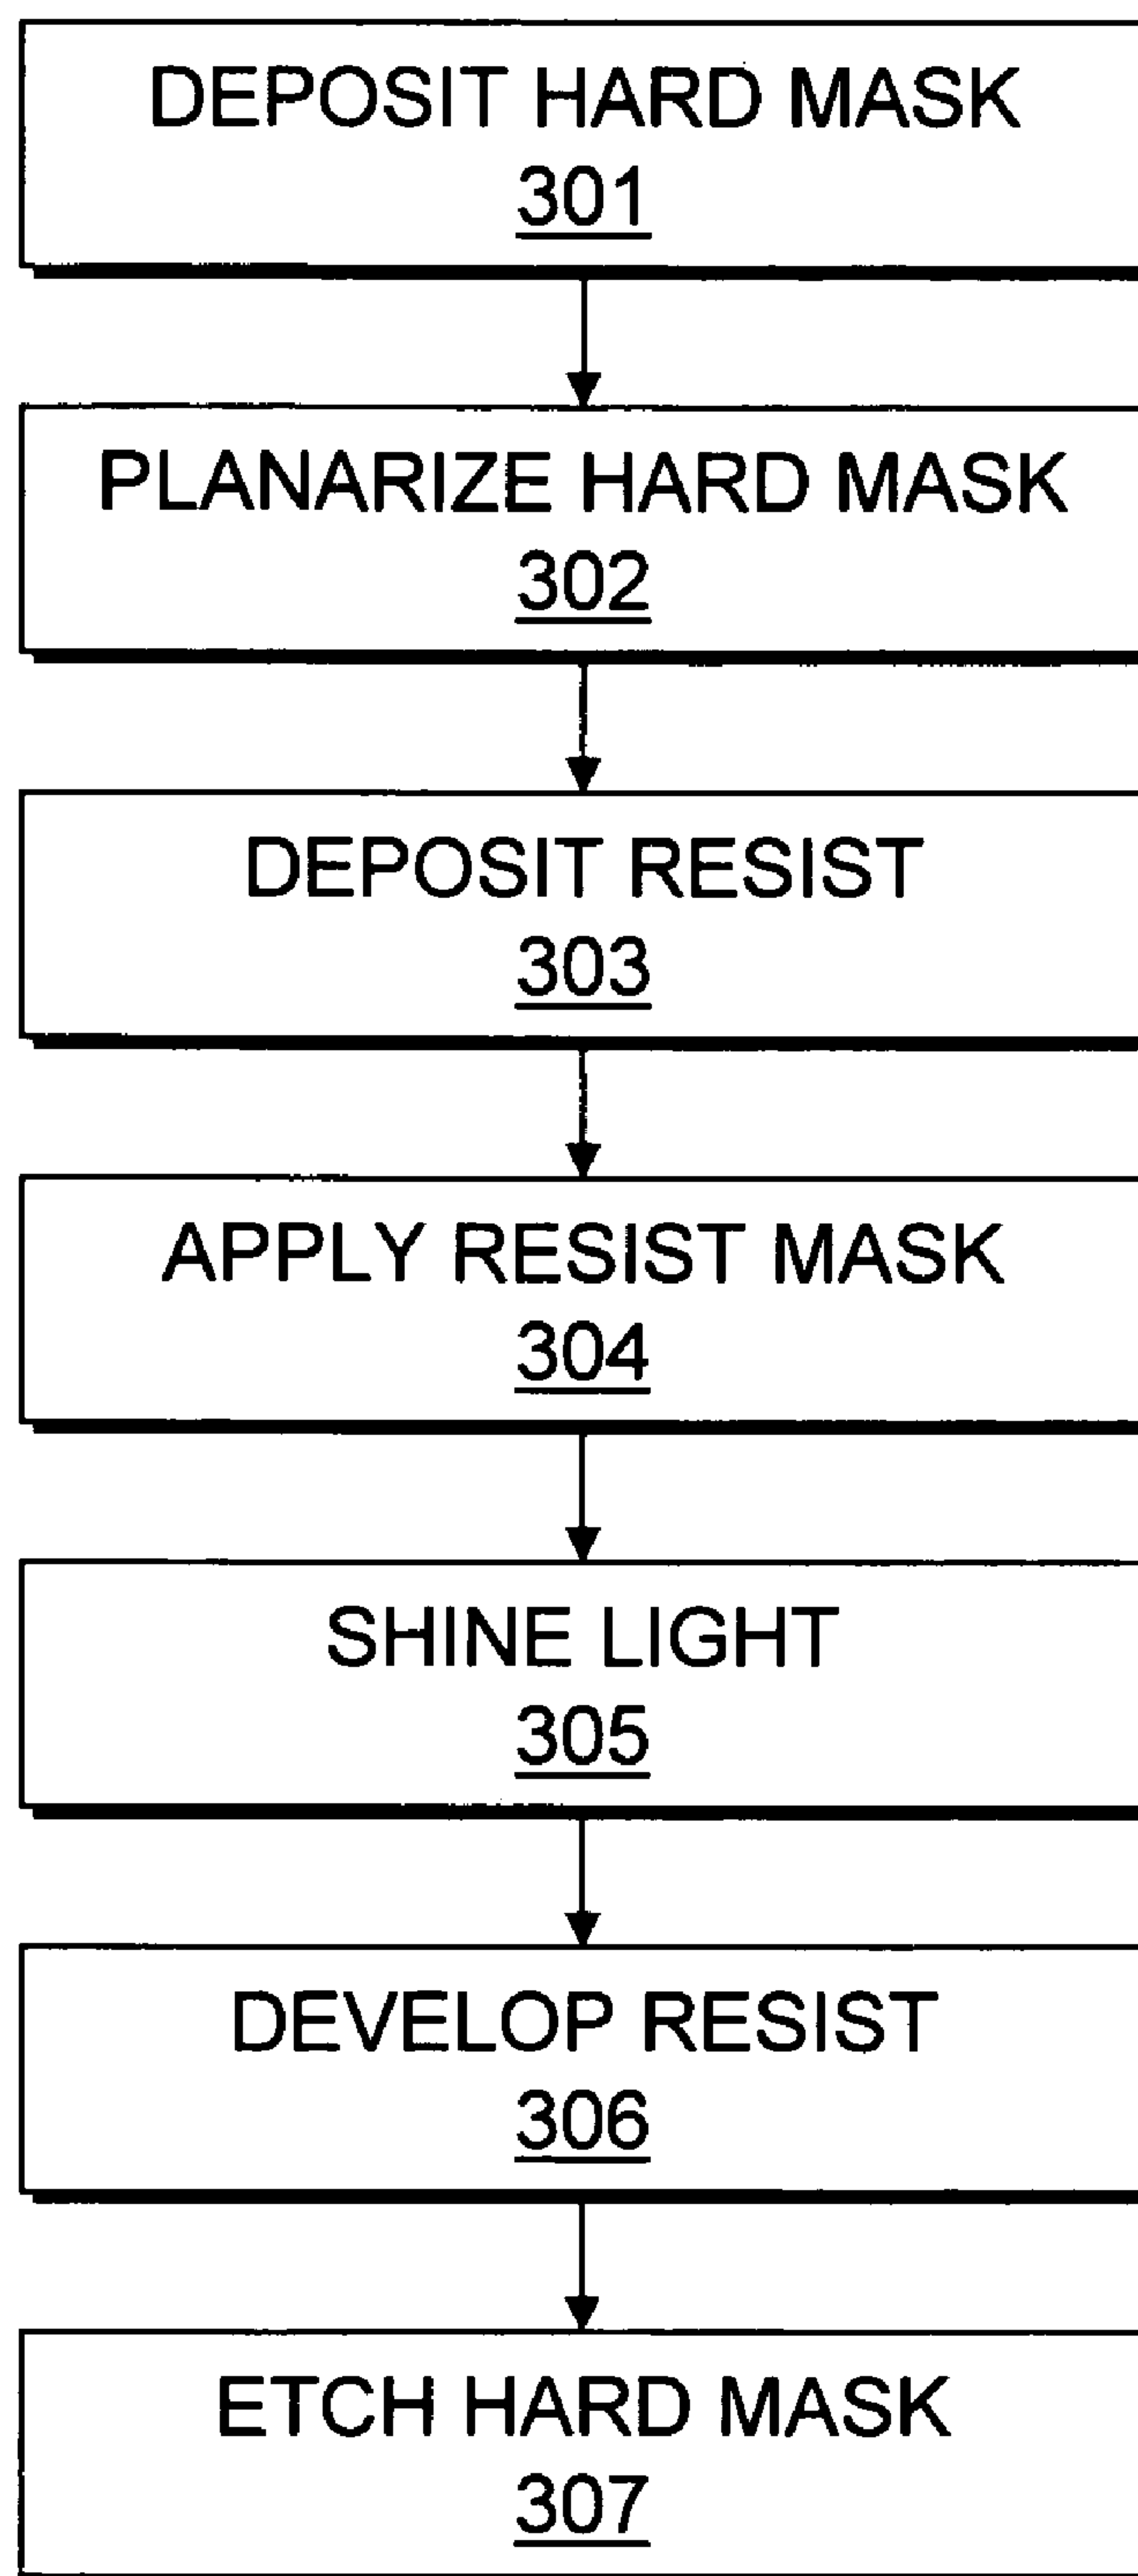 DEPOSIT HARD MASK
301
PLANARIZE HARD MASK
302
DEPOSIT RESIST
303
APPLY RESIST MASK
304
SHINE LIGHT
305
DEVELOP RESIST
306
ETCH HARD MASK
307